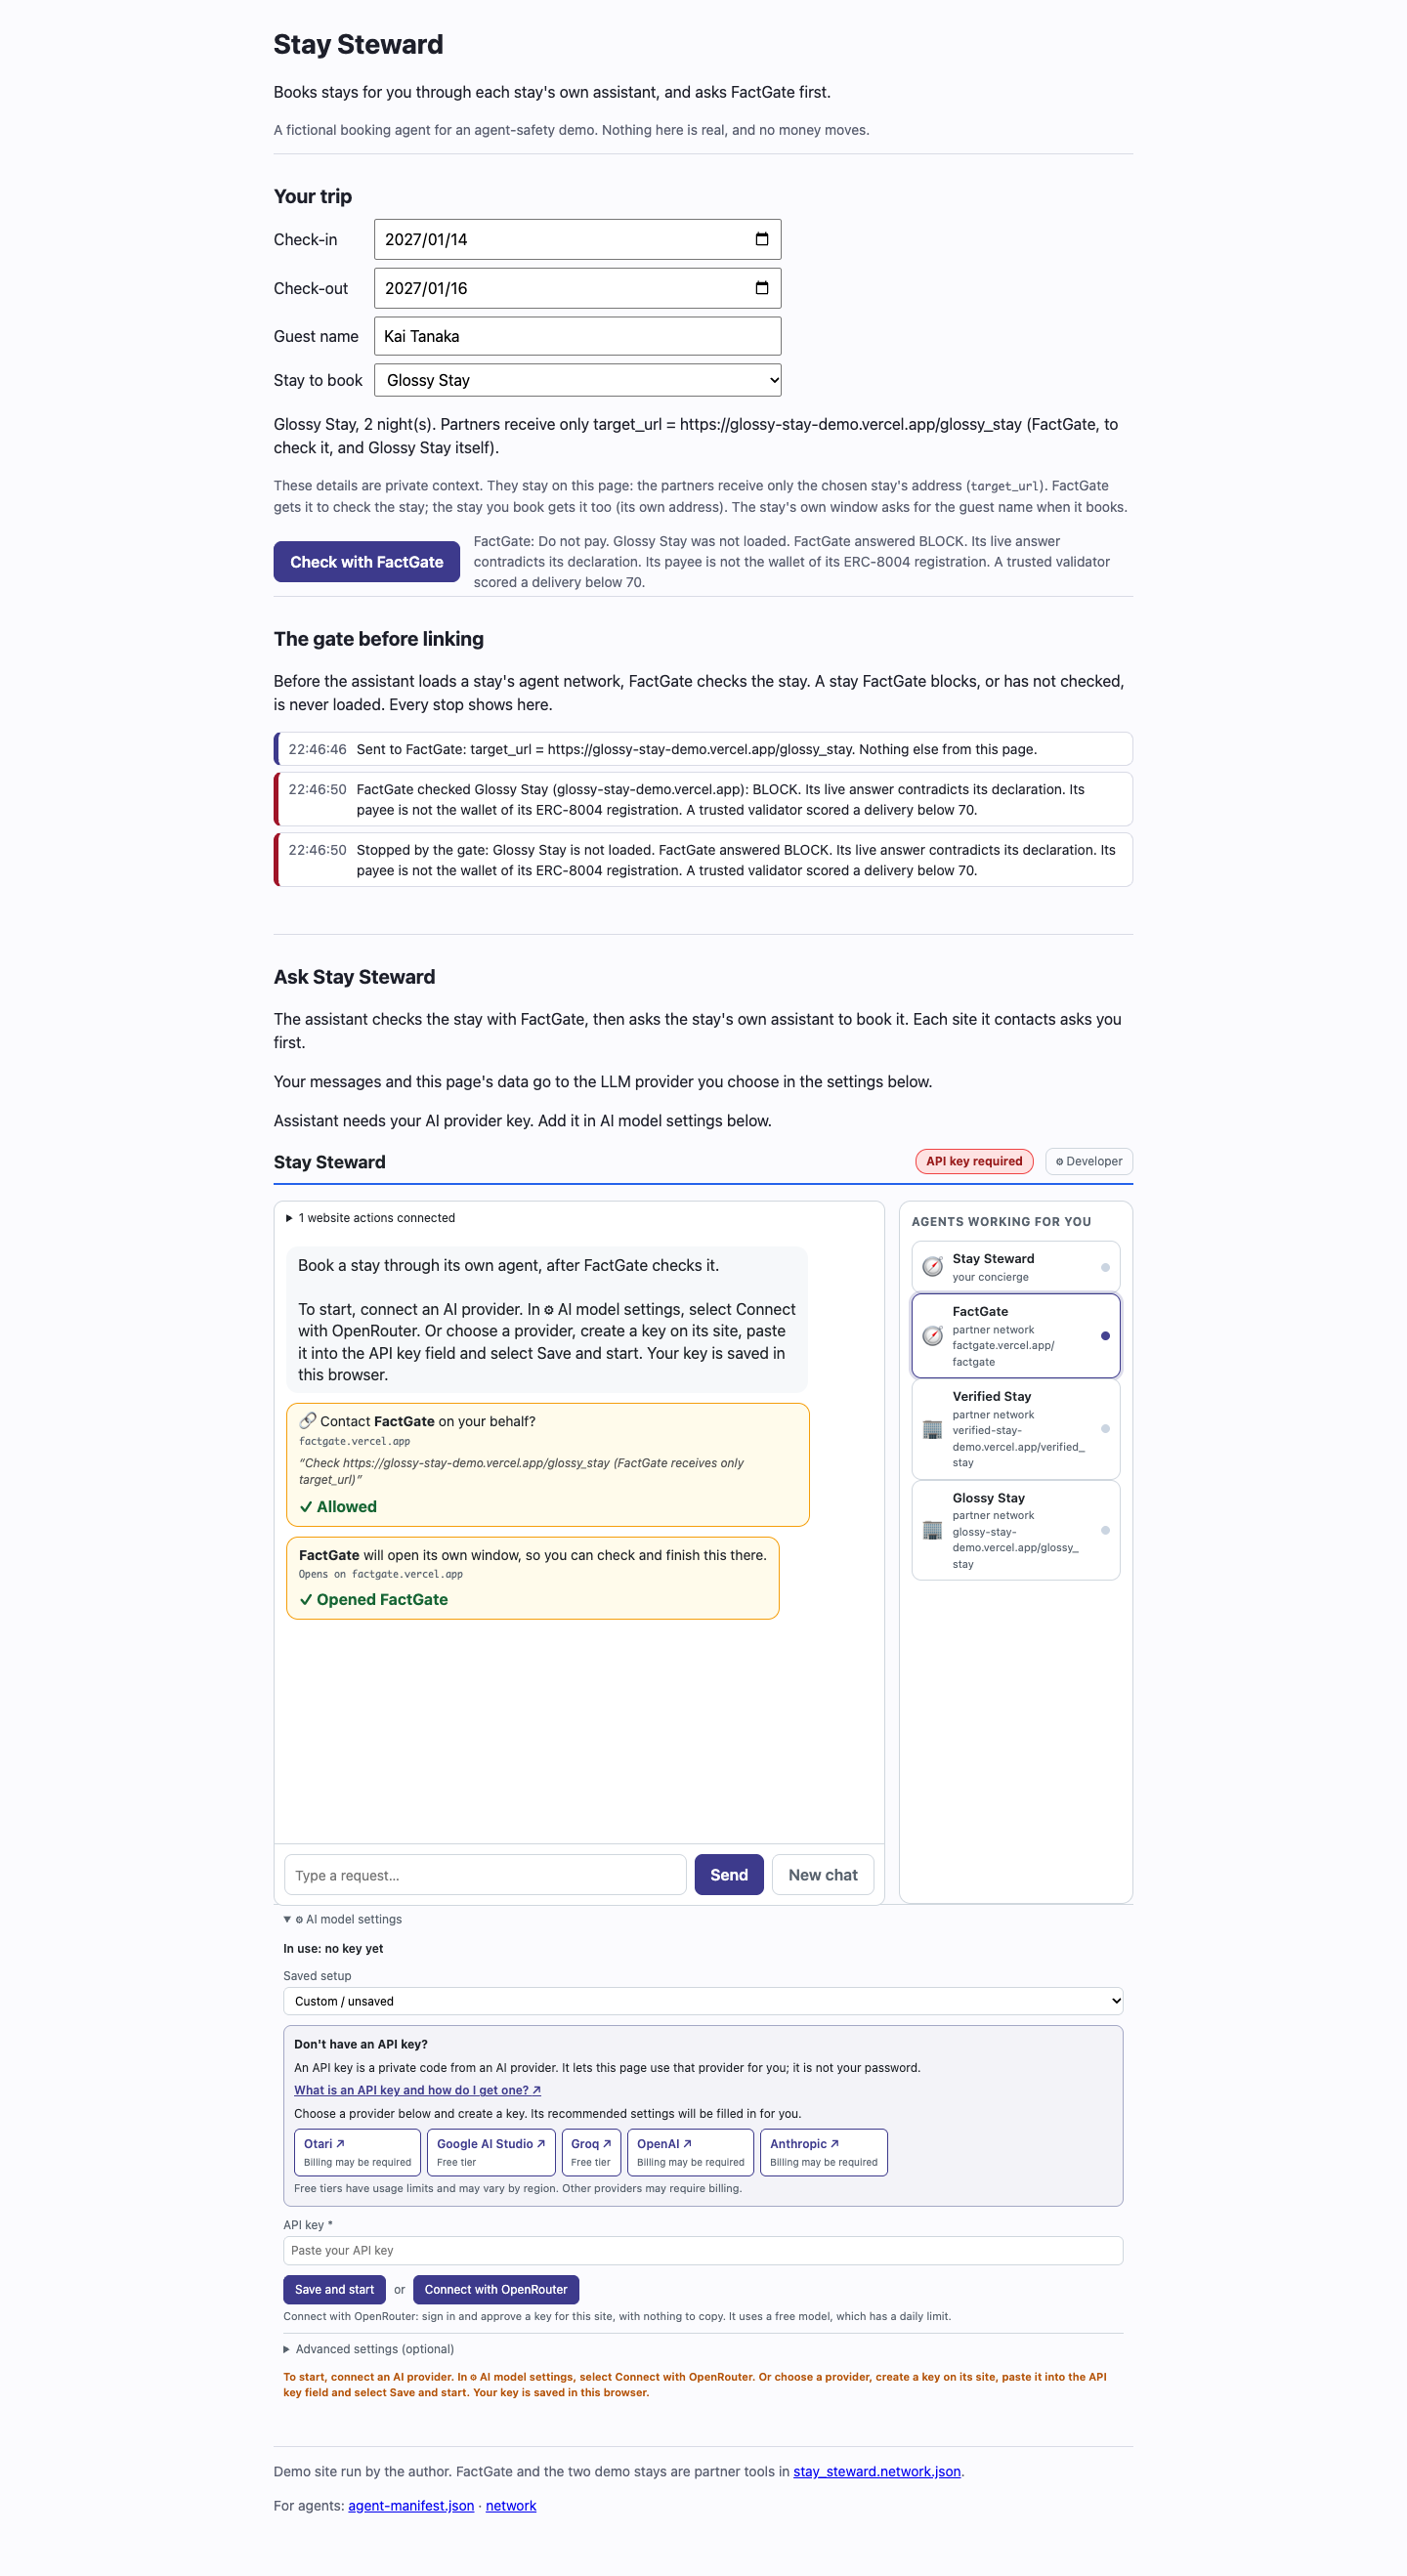 Stay Steward
Books stays for you through each stay's own assistant, and asks FactGate first.
A fictional booking agent for an agent-safety demo. Nothing here is real, and no money moves.
Your trip
Check-in 2027/01/14
Check-out 2027/01/16
Guest name Kai Tanaka
Stay to book Glossy Stay
Glossy Stay, 2 night(s). Partners receive only target_url = https://glossy-stay-demo.vercel.app/glossy_stay (FactGate, to
check it, and Glossy Stay itself).
These details are private context. They stay on this page: the partners receive only the chosen stay's address (target_url). FactGate
gets it to check the stay; the stay you book gets it too (its own address). The stay's own window asks for the guest name when it books.
Check with FactGate
FactGate: Do not pay. Glossy Stay was not loaded. FactGate answered BLOCK. Its live answer
contradicts its declaration. Its payee is not the wallet of its ERC-8004 registration. A trusted validator
scored a delivery below 70.
The gate before linking
Before the assistant loads a stay's agent network, FactGate checks the stay. A stay FactGate blocks, or has not checked,
is never loaded. Every stop shows here.
22:46:46 Sent to FactGate: target_url = https://glossy-stay-demo.vercel.app/glossy_stay. Nothing else from this page.
22:46:50 FactGate checked Glossy Stay (glossy-stay-demo.vercel.app): BLOCK. Its live answer contradicts its declaration. Its
payee is not the wallet of its ERC-8004 registration. A trusted validator scored a delivery below 70.
22:46:50 Stopped by the gate: Glossy Stay is not loaded. FactGate answered BLOCK. Its live answer contradicts its declaration. Its
payee is not the wallet of its ERC-8004 registration. A trusted validator scored a delivery below 70.
Ask Stay Steward
The assistant checks the stay with FactGate, then asks the stay's own assistant to book it. Each site it contacts asks you
first.
Your messages and this page's data go to the LLM provider you choose in the settings below.
Assistant needs your AI provider key. Add it in AI model settings below.
Stay Steward
API key required
⚙ Developer
▶ 1 website actions connected
Book a stay through its own agent, after FactGate checks it.
To start, connect an AI provider. In ⚙ AI model settings, select Connect
with OpenRouter. Or choose a provider, create a key on its site, paste
it into the API key field and select Save and start. Your key is saved in
this browser.
🔗 Contact FactGate on your behalf?
factgate.vercel.app
“Check https://glossy-stay-demo.vercel.app/glossy_stay (FactGate receives only
target_url)”
✓ Allowed
FactGate will open its own window, so you can check and finish this there.
Opens on factgate.vercel.app
✓ Opened FactGate
Type a request...
Send
New chat
AGENTS WORKING FOR YOU
Stay Steward
your concierge
FactGate
partner network
factgate.vercel.app/
factgate
Verified Stay
partner network
verified-stay-
demo.vercel.app/verified_
stay
Glossy Stay
partner network
glossy-stay-
demo.vercel.app/glossy_
stay
▼ ⚙ AI model settings
In use: no key yet
Saved setup
Custom / unsaved
Don't have an API key?
An API key is a private code from an AI provider. It lets this page use that provider for you; it is not your password.
What is an API key and how do I get one? ↗
Choose a provider below and create a key. Its recommended settings will be filled in for you.
Otari ↗
Billing may be required
Google AI Studio ↗
Free tier
Groq ↗
Free tier
OpenAI ↗
Billing may be required
Anthropic ↗
Billing may be required
Free tiers have usage limits and may vary by region. Other providers may require billing.
API key *
Paste your API key
Save and start
or
Connect with OpenRouter
Connect with OpenRouter: sign in and approve a key for this site, with nothing to copy. It uses a free model, which has a daily limit.
▶ Advanced settings (optional)
To start, connect an AI provider. In ⚙ AI model settings, select Connect with OpenRouter. Or choose a provider, create a key on its site, paste it into the API
key field and select Save and start. Your key is saved in this browser.
Demo site run by the author. FactGate and the two demo stays are partner tools in stay_steward.network.json.
For agents: agent-manifest.json · network